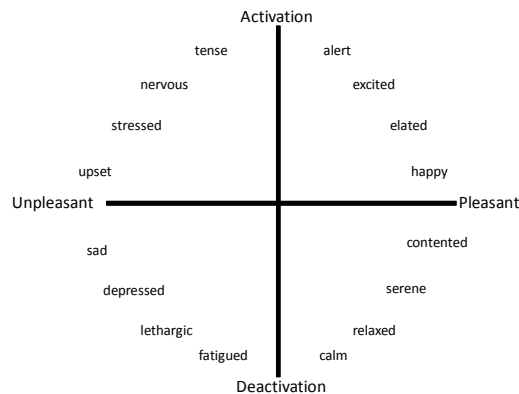 Activation
tense alert
nervous excited
stressed elated
upset happy
Unpleasant Pleasant
contented
sad
depressed serene
lethargic relaxed
fatigued calm
Deactivation